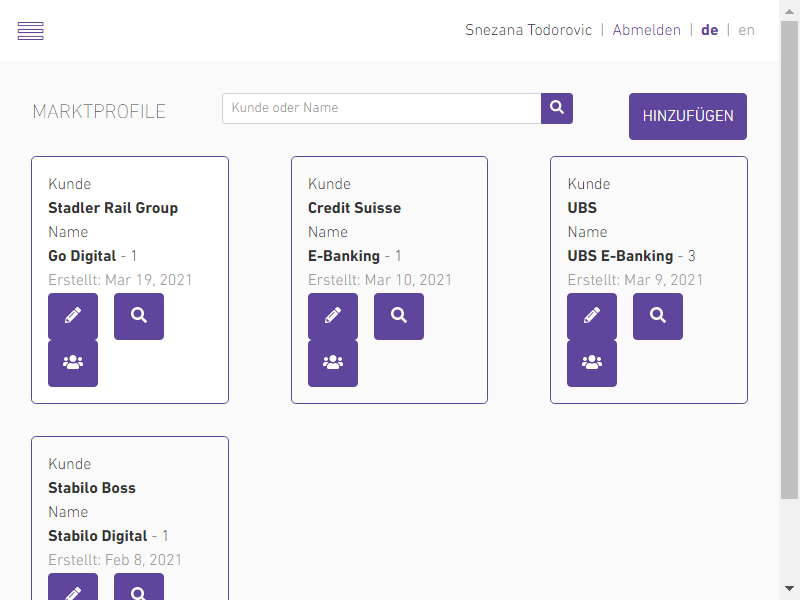 Snezana Todorovic | Abmelden | de | en
MARKTPROFILE
Kunde oder Name
HINZUFÜGEN
Kunde
Stadler Rail Group
Name
Go Digital - 1
Erstellt: Mar 19, 2021
Kunde
Credit Suisse
Name
E-Banking - 1
Erstellt: Mar 10, 2021
Kunde
UBS
Name
UBS E-Banking - 3
Erstellt: Mar 9, 2021
Kunde
Stabilo Boss
Name
Stabilo Digital - 1
Erstellt: Feb 8, 2021